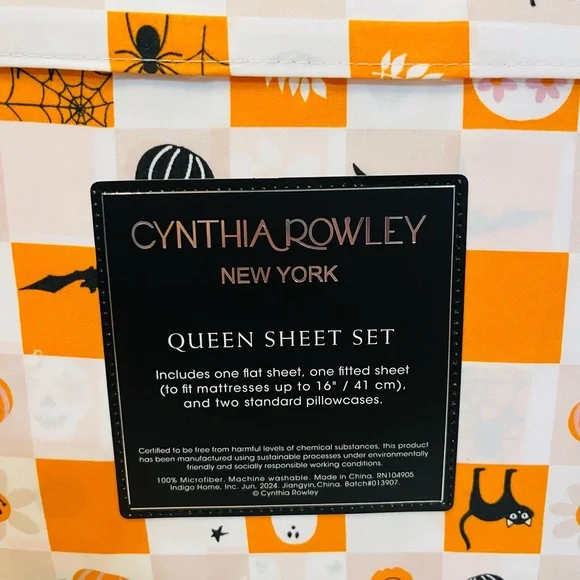 CYNTHIA ROWLEY
NEW YORK
QUEEN SHEET SET
Includes one flat sheet, one fitted sheet
(to fit mattresses up to 16" / 41 cm),
and two standard pillowcases.
Certified to be free from harmful levels of chemical substances, this product
has been manufactured using sustainable processes under environmentally
friendly and socially responsible working conditions.
100% Microfiber. Machine washable. Made in China. RN104905
Indigo Home, Inc. Jun, 2024. Jiangyin,China. Batch#013907.
© Cynthia Rowley